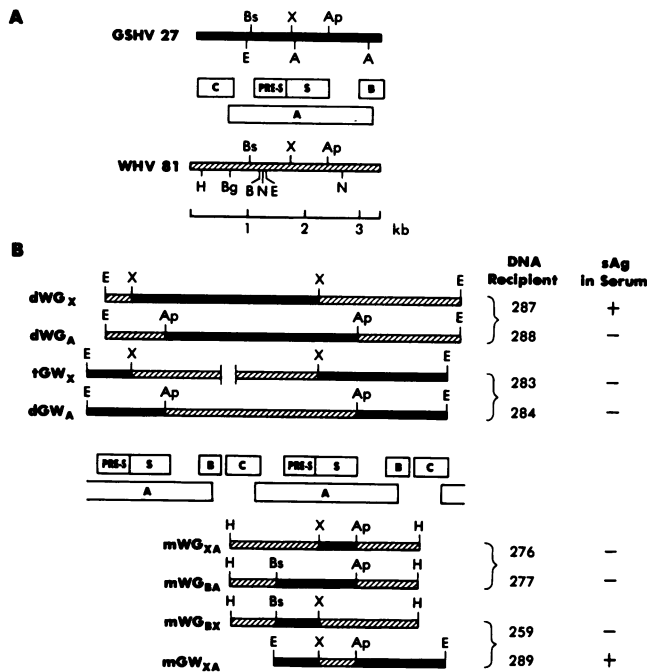 A
Bs X Ap
GSHV 27
E A A
C PRE-S S B
A
Bs X Ap
WHV 81
H Bg B N E N
1 2 3 kb
B
DNA Recipient sAg in Serum
E X X E
dWGX 287 +
E Ap Ap E
dWGA 288 −
E X X E
tGWX 283 −
E Ap Ap E
dGWA 284
PRE-S S B C PRE-S S B C
A A
H X Ap H
mWGXA 276 −
H Bs Ap H
mWGBA 277 −
H Bs X H
mWGBX 259 −
E X Ap E
mGWXA 289 +